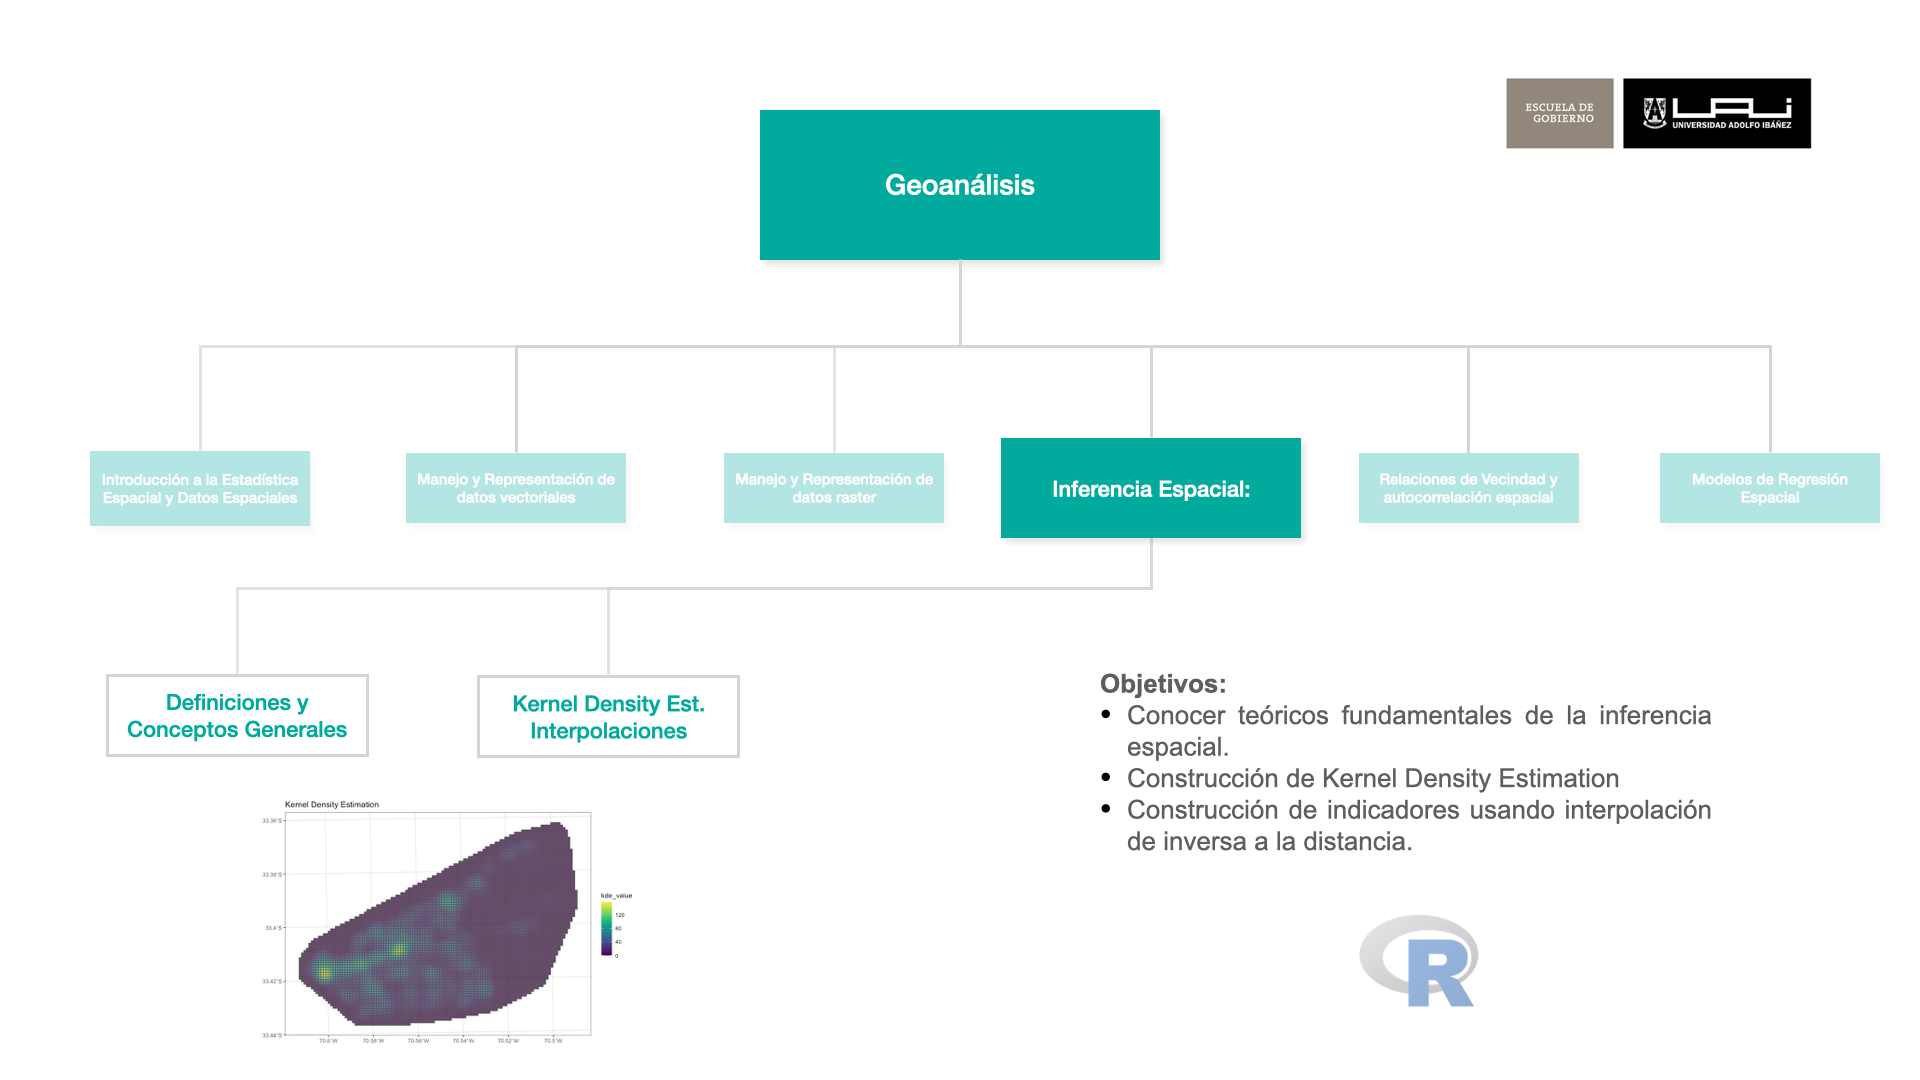 ESCUELA DE
GOBIERNO
UAI
UNIVERSIDAD ADOLFO IBÁÑEZ
Geoanálisis
Introducción a la Estadística
Espacial y Datos Espaciales
Manejo y Representación de
datos vectoriales
Manejo y Representación de
datos raster
Inferencia Espacial:
Relaciones de Vecindad y
autocorrelación espacial
Modelos de Regresión
Espacial
Definiciones y
Conceptos Generales
Kernel Density Est.
Interpolaciones
Objetivos:
• Conocer teóricos fundamentales de la inferencia
espacial.
• Construcción de Kernel Density Estimation
• Construcción de indicadores usando interpolación
de inversa a la distancia.
Kernel Density Estimation
33.38°S
33.4°S
33.42°S
33.44°S
70.6°W
70.58°W
70.56°W
70.54°W
70.52°W
70.5°W
kde_value
120
80
40
0
R